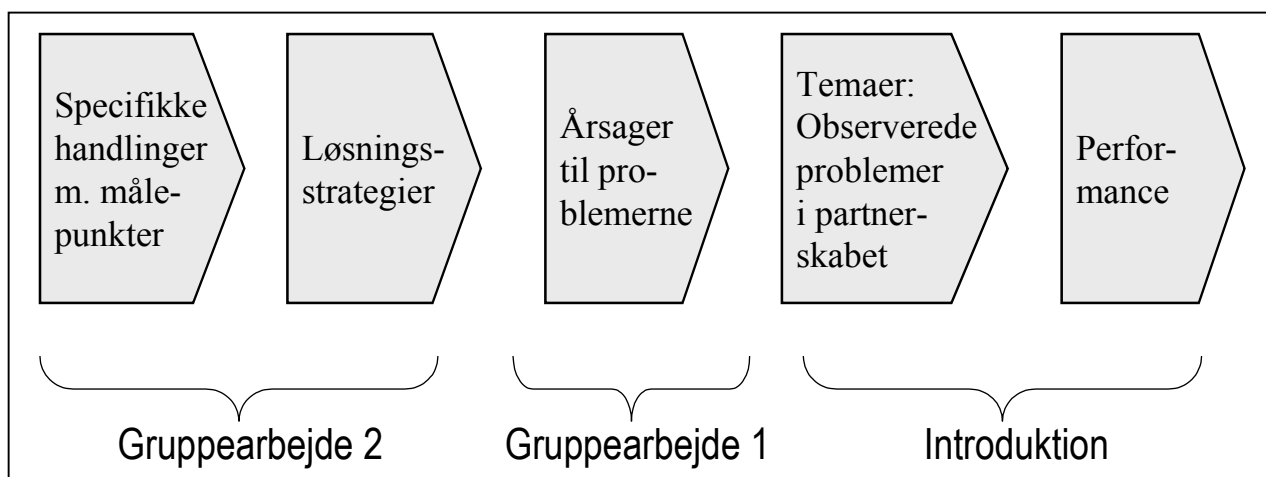 Specifikke
handlinger
m. måle-
punkter
Løsnings-
strategier
Årsager
til pro-
blemerne
Temaer:
Observerede
problemer
i partner-
skabet
Perfor-
mance
Gruppearbejde 2
Gruppearbejde 1
Introduktion